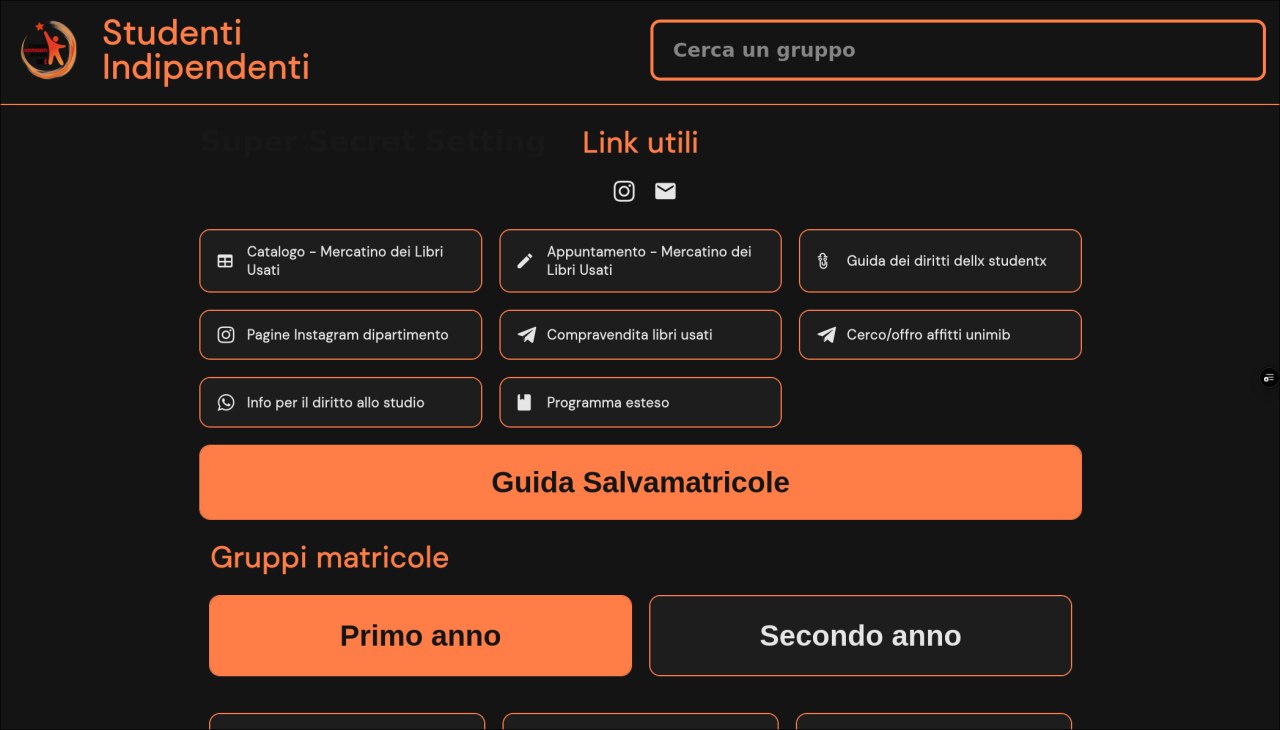 Studenti
Indipendenti
Cerca un gruppo
Super Secret Setting
Link utili
Catalogo - Mercatino dei Libri
Usati
Appuntamento - Mercatino dei
Libri Usati
Guida dei diritti dellx studentx
Pagine Instagram dipartimento
Compravendita libri usati
Cerco/offro affitti unimib
Info per il diritto allo studio
Programma esteso
Guida Salvamatricole
Gruppi matricole
Primo anno
Secondo anno